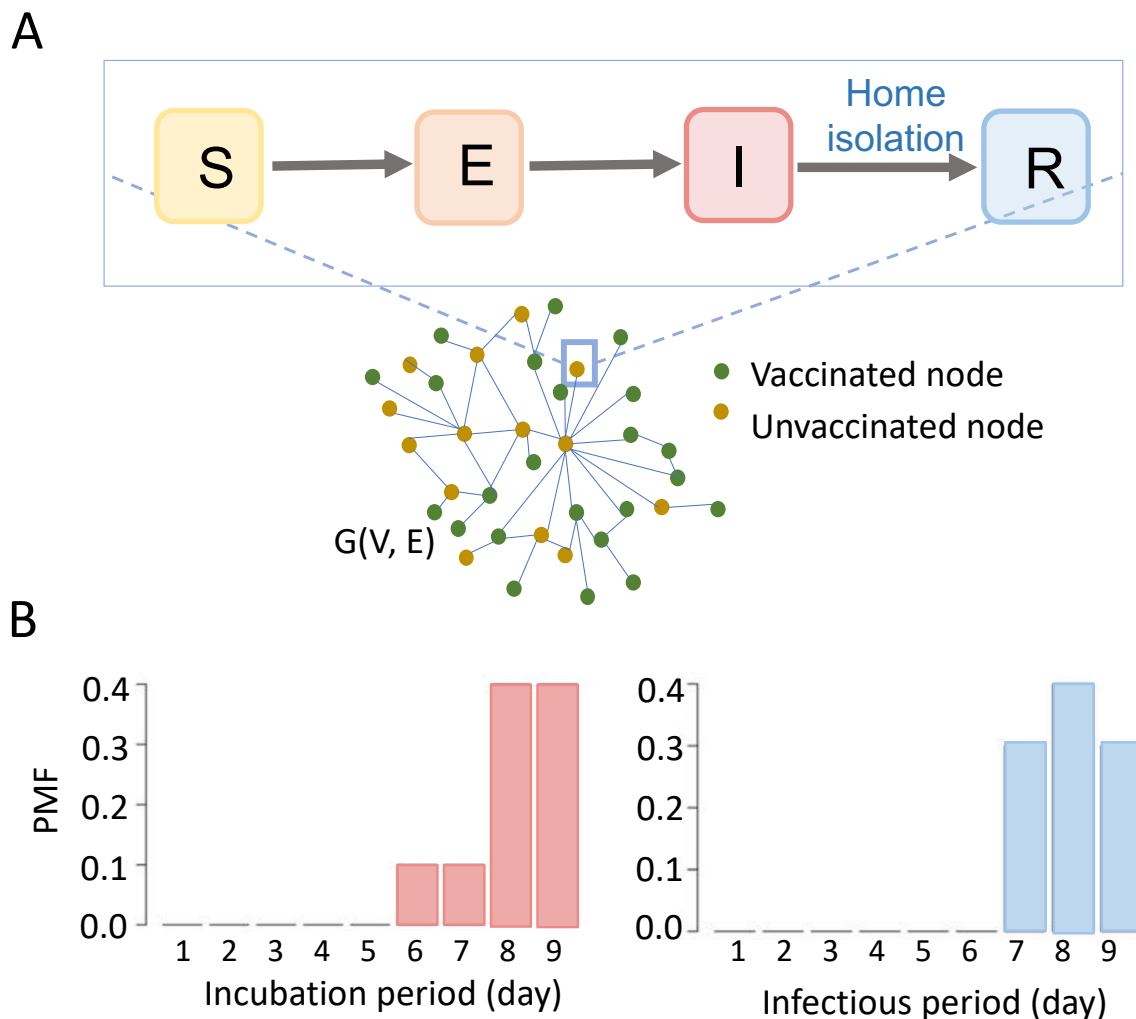 A
Home
isolation
S
E
I
R
Vaccinated node
Unvaccinated node
G(V, E)
B
0.4
0.3
0.2
0.1
0.0
PMF
1 2 3 4 5 6 7 8 9
Incubation period (day)
0.4
0.3
0.2
0.1
0.0
1 2 3 4 5 6 7 8 9
Infectious period (day)